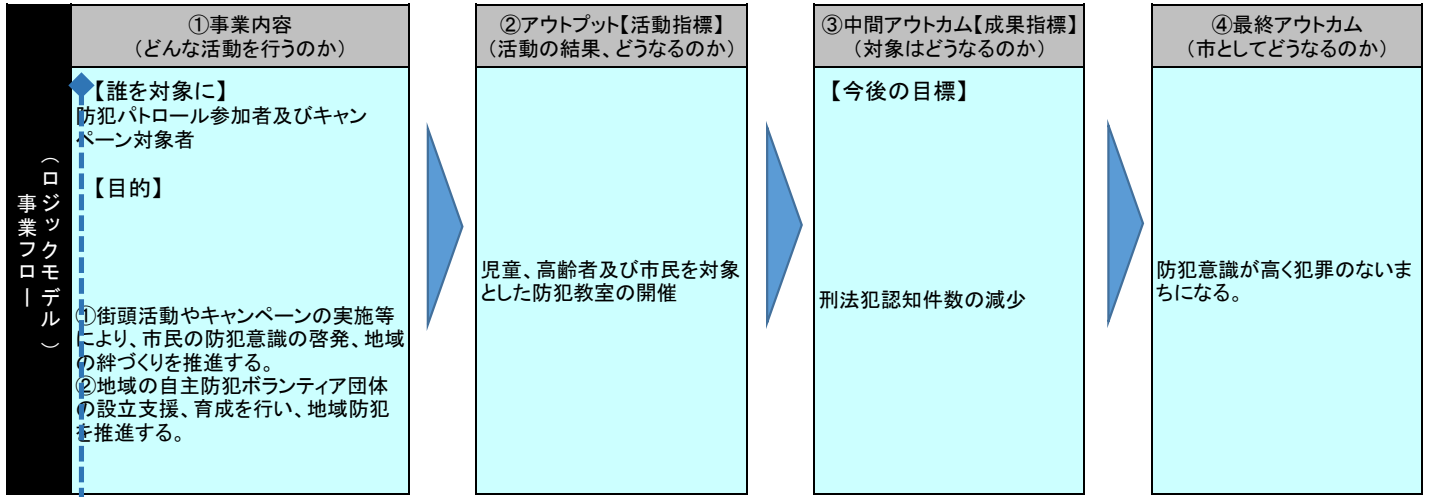 事業フロー
（ロジックモデル）
①事業内容
（どんな活動を行うのか）
【誰を対象に】
防犯パトロール参加者及びキャン
ペーン対象者
【目的】
①街頭活動やキャンペーンの実施等
により、市民の防犯意識の啓発、地域
の絆づくりを推進する。
②地域の自主防犯ボランティア団体
の設立支援、育成を行い、地域防犯
を推進する。
②アウトプット【活動指標】
（活動の結果、どうなるのか）
児童、高齢者及び市民を対象
とした防犯教室の開催
③中間アウトカム【成果指標】
（対象はどうなるのか）
【今後の目標】
刑法犯認知件数の減少
④最終アウトカム
（市としてどうなるのか）
防犯意識が高く犯罪のないま
ちになる。